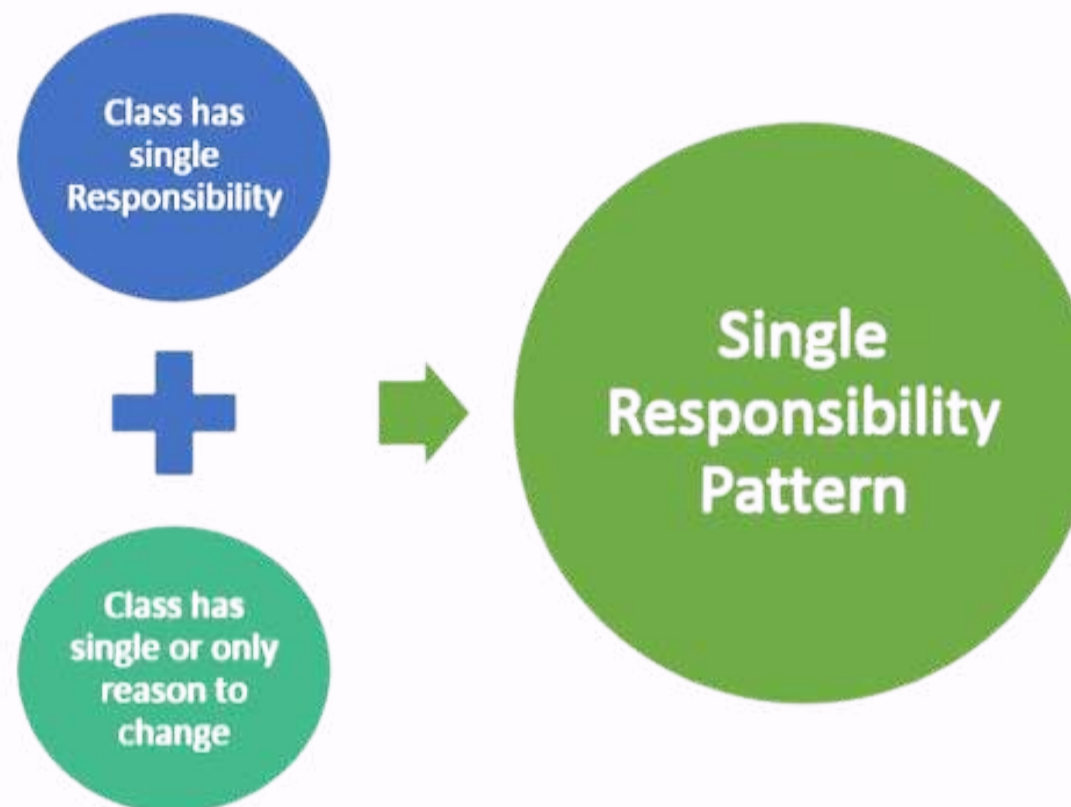 Class has
single
Responsibility
Class has
single or only
reason to
change
Single
Responsibility
Pattern